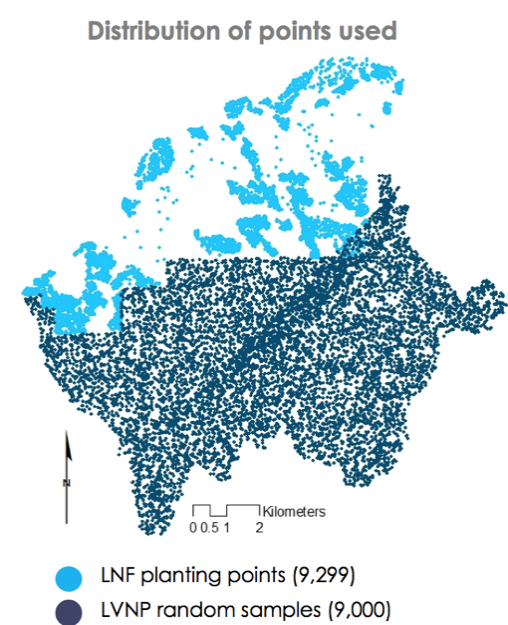 Distribution of points used
N
Kilometers
0 0.5 1 2
LNF planting points (9,299)
LVNP random samples (9,000)